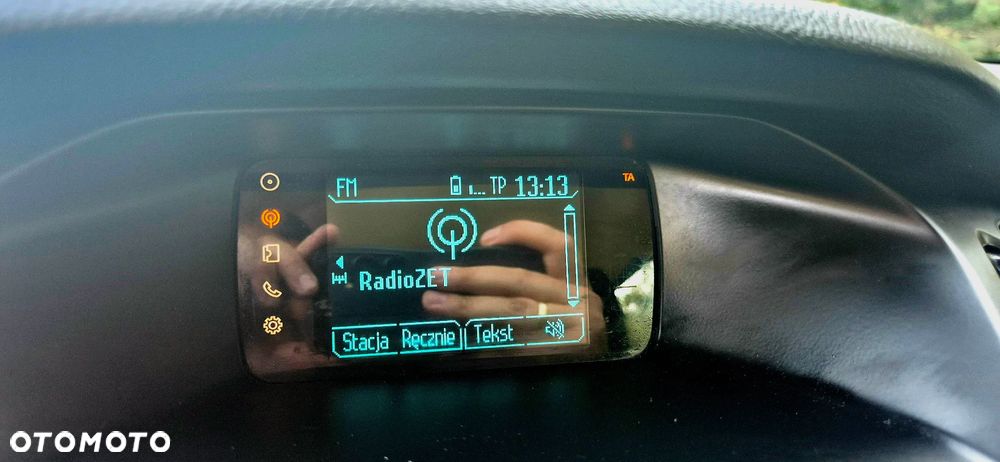 FM TP 13:13 TA
RadioZET
Stacja Ręcznie Tekst
OTOMOTO